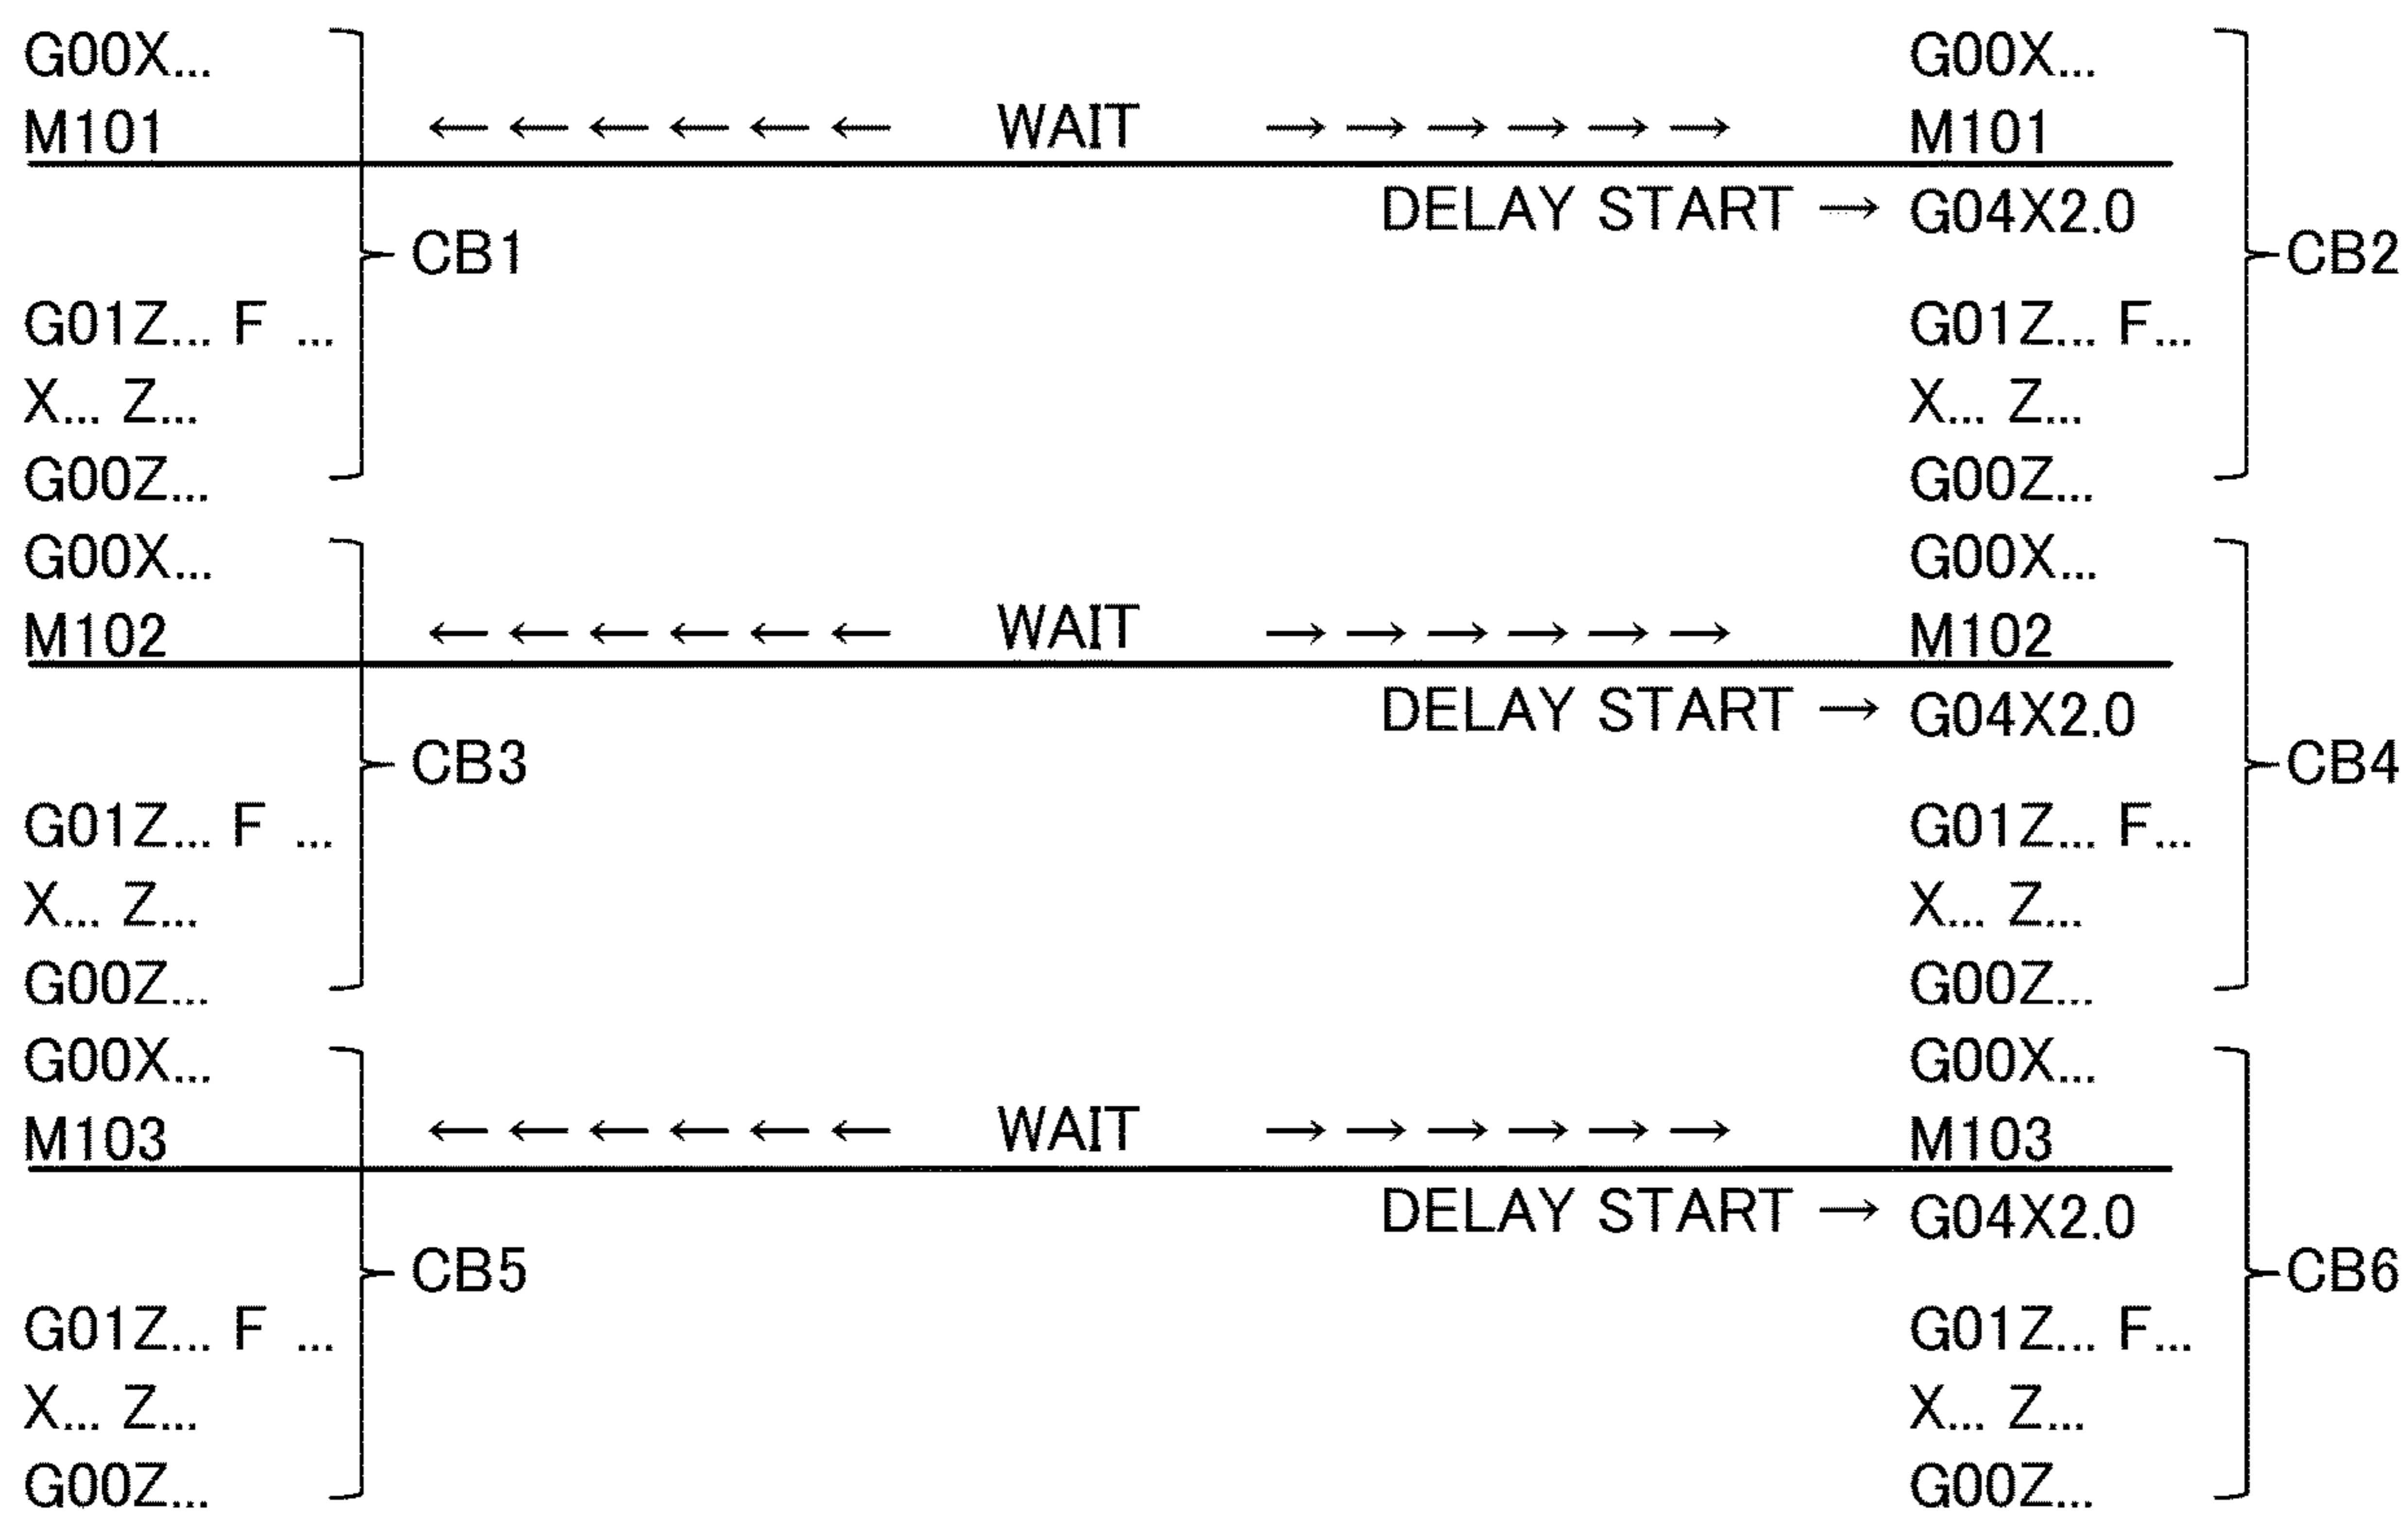 G00X... G00X...
M101 ← ← ← ← ← ← WAIT → → → → → → M101
DELAY START → G04X2.0
CB1 CB2
G01Z... F ... G01Z... F...
X... Z... X... Z...
G00Z... G00Z...
G00X... G00X...
M102 ← ← ← ← ← ← WAIT → → → → → → M102
DELAY START → G04X2.0
CB3 CB4
G01Z... F ... G01Z... F...
X... Z... X... Z...
G00Z... G00Z...
G00X... G00X...
M103 ← ← ← ← ← ← WAIT → → → → → → M103
DELAY START → G04X2.0
CB5 CB6
G01Z... F ... G01Z... F...
X... Z... X... Z...
G00Z... G00Z...